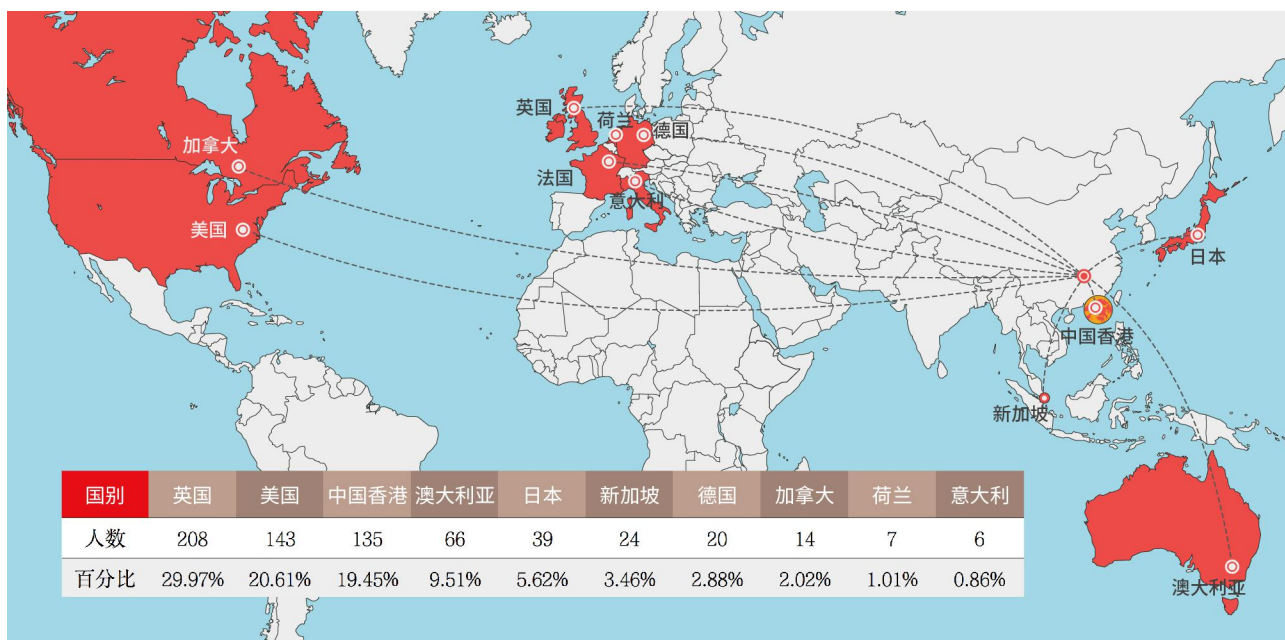 英国
荷兰
德国
加拿大
法国
意大利
美国
日本
中国香港
新加坡
澳大利亚
国别 英国 美国 中国香港 澳大利亚 日本 新加坡 德国 加拿大 荷兰 意大利
人数 208 143 135 66 39 24 20 14 7 6
百分比 29.97% 20.61% 19.45% 9.51% 5.62% 3.46% 2.88% 2.02% 1.01% 0.86%